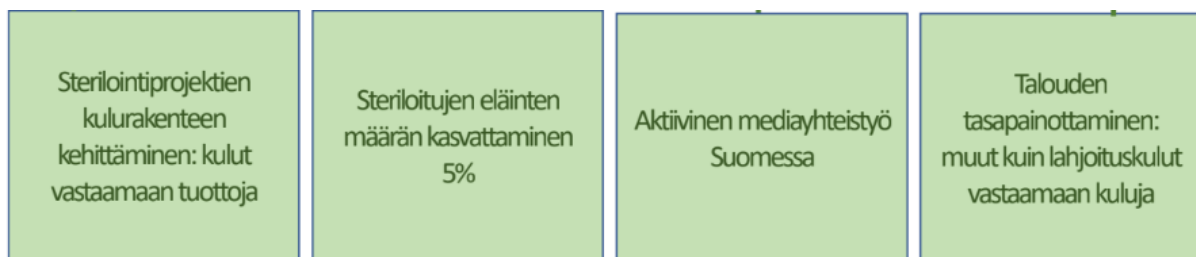 Sterilointiprojektien
kulurakenteen
kehittäminen: kulut
vastaamaan tuottoja
Steriloitujen eläinten
määrän kasvattaminen
5%
Aktiivinen mediayhteistyö
Suomessa
Talouden
tasapainottaminen:
muut kuin lahjoituskulut
vastaamaan kuluja